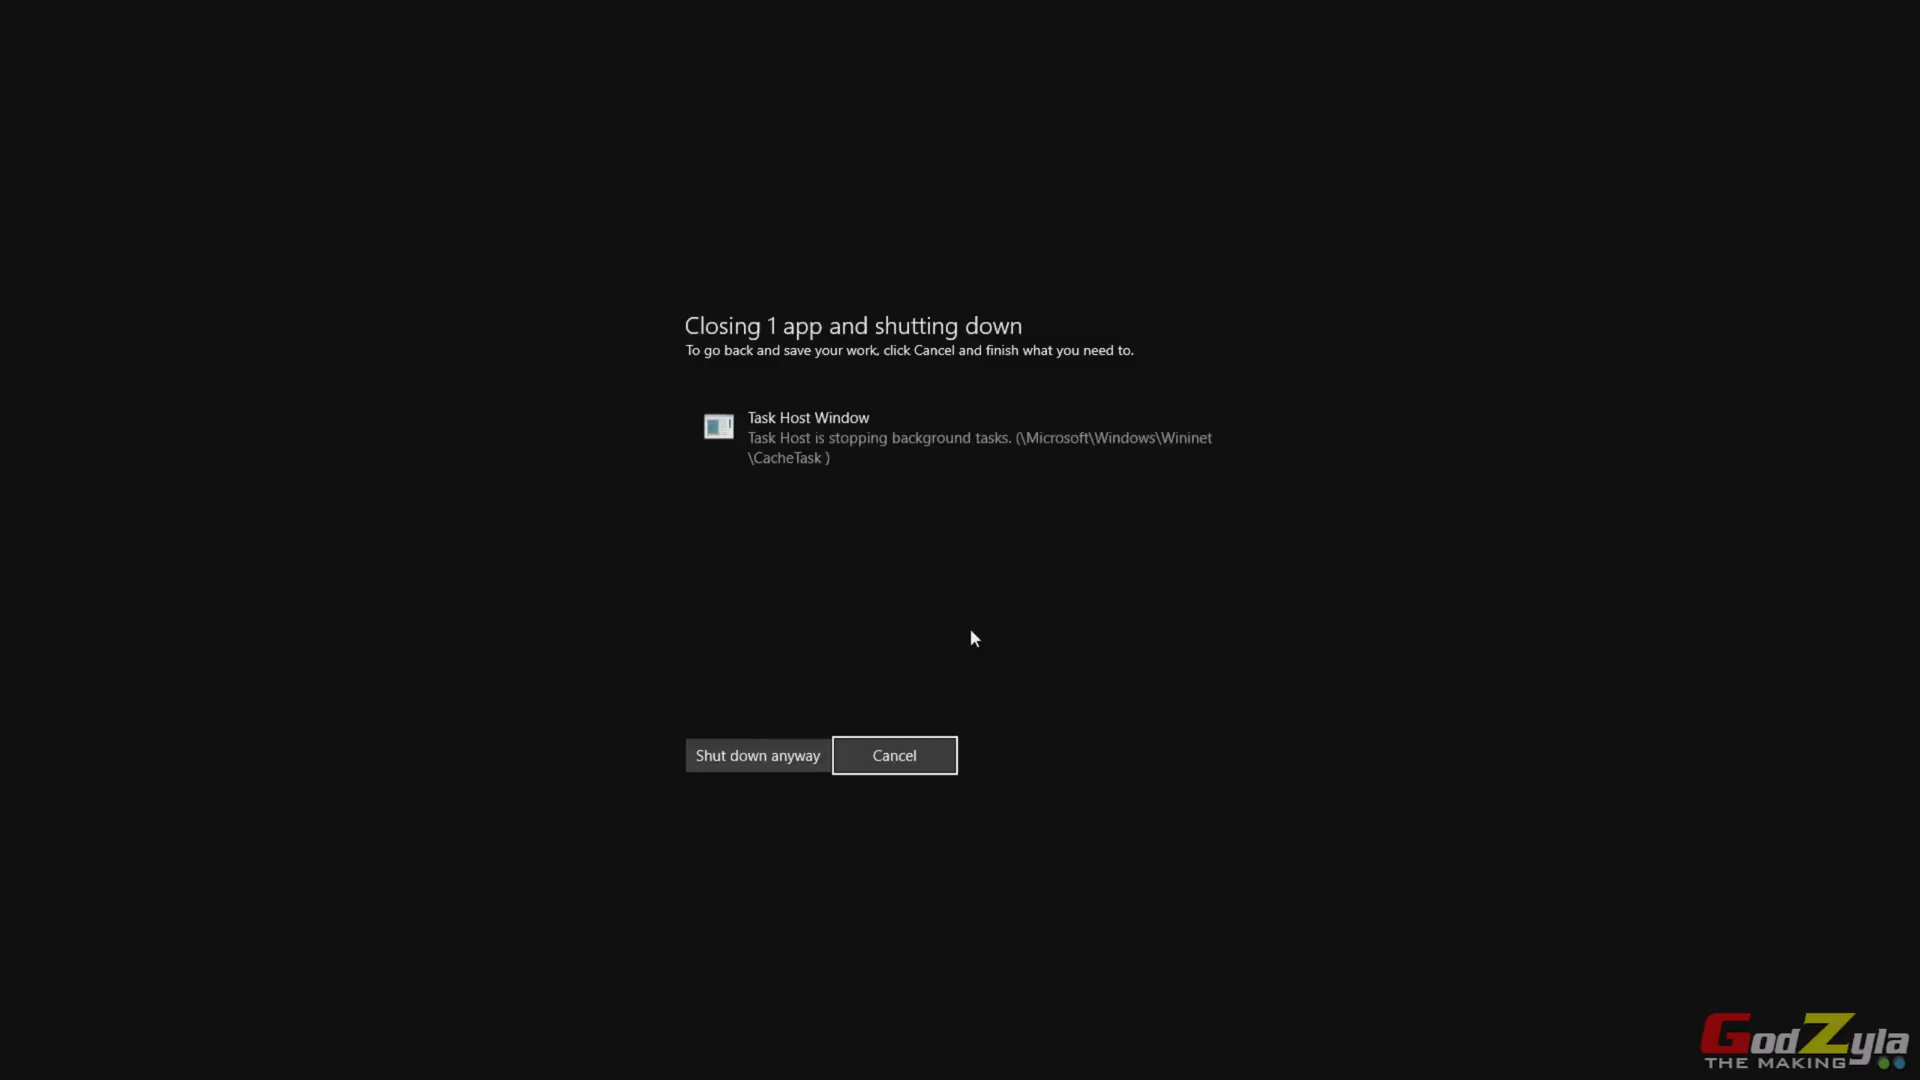 Closing 1 app and shutting down
To go back and save your work, click Cancel and finish what you need to.
Task Host Window
Task Host is stopping background tasks. (\Microsoft\Windows\Wininet
\CacheTask )
Shut down anyway
Cancel
GodZyla
THE MAKING